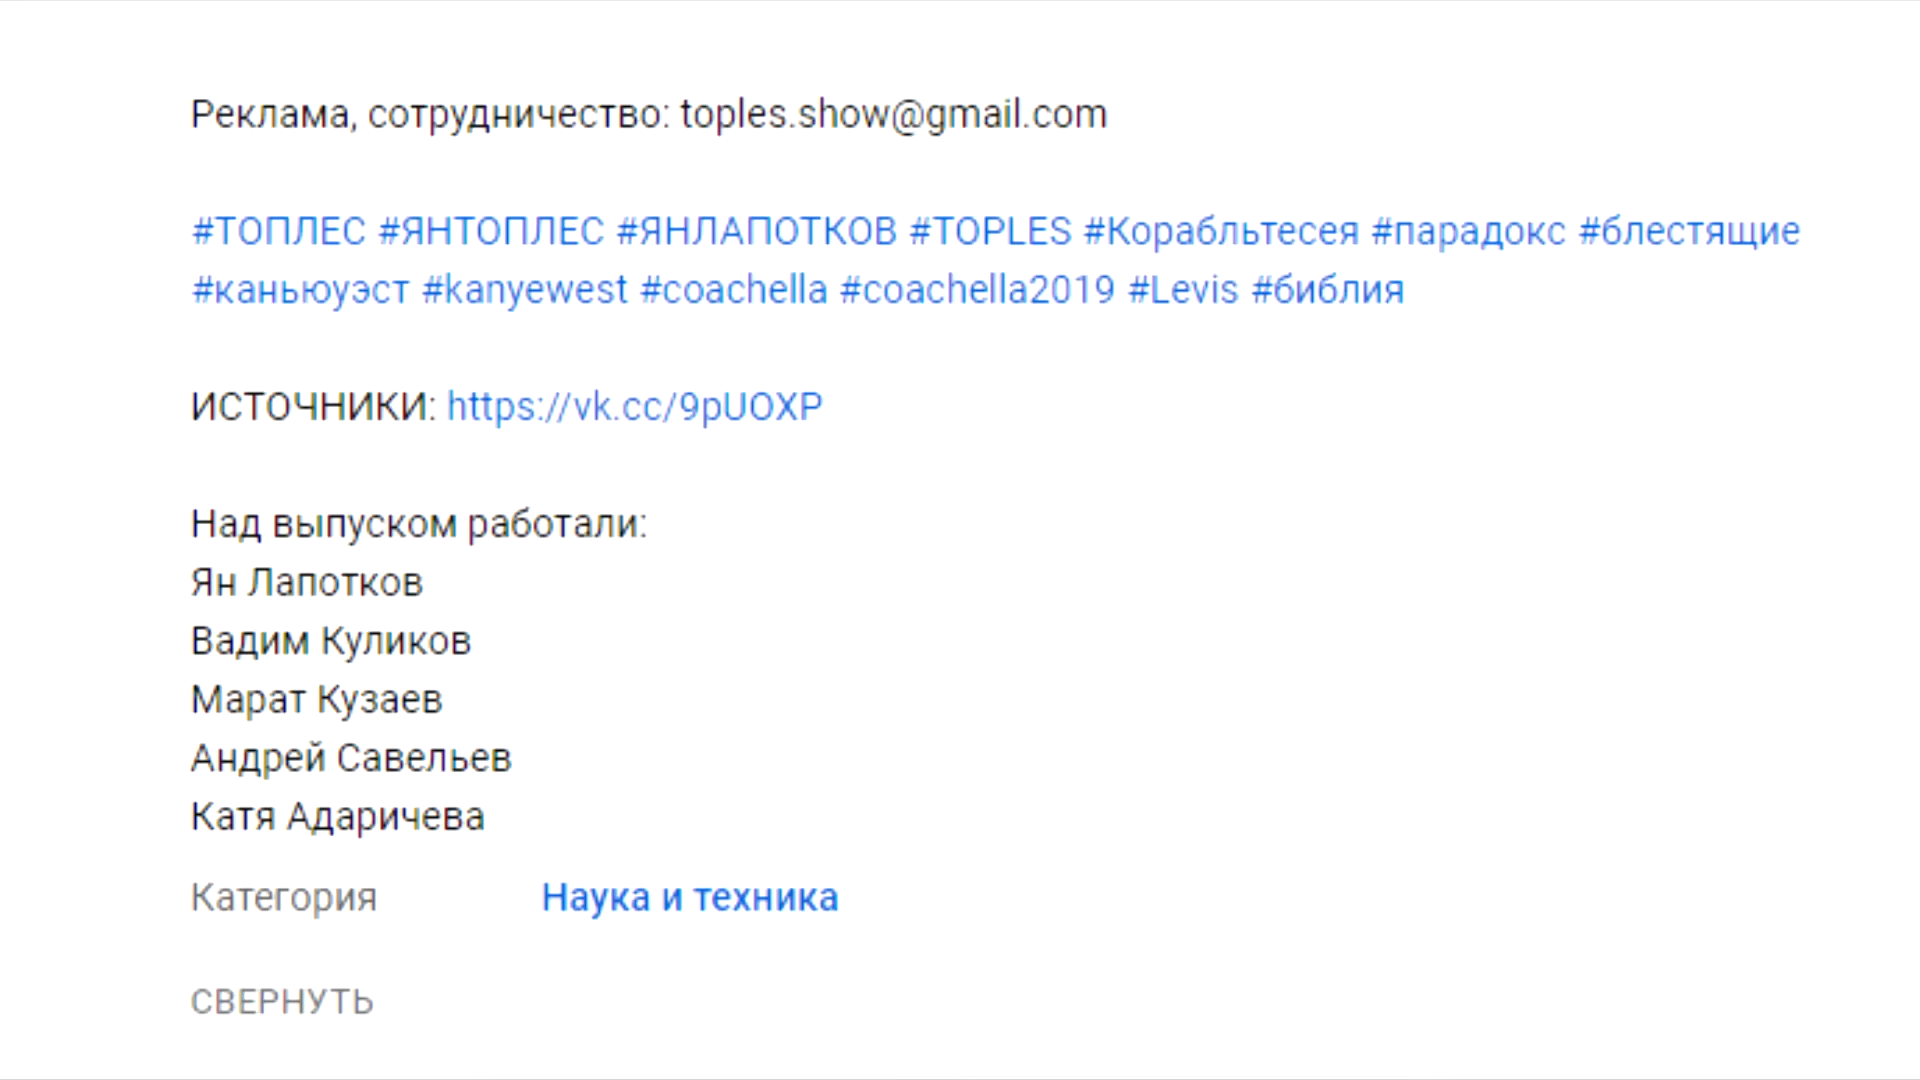 Реклама, сотрудничество: toples.show@gmail.com
#ТОПЛЕС #ЯНТОПЛЕС #ЯНЛАПОТКОВ #TOPLES #Корабльтесея #парадокс #блестящие
#каньюуэст #kanyewest #coachella #coachella2019 #Levis #библия
ИСТОЧНИКИ: https://vk.cc/9pUOXP
Над выпуском работали:
Ян Лапотков
Вадим Куликов
Марат Кузаев
Андрей Савельев
Катя Адаричева
Категория Наука и техника
СВЕРНУТЬ